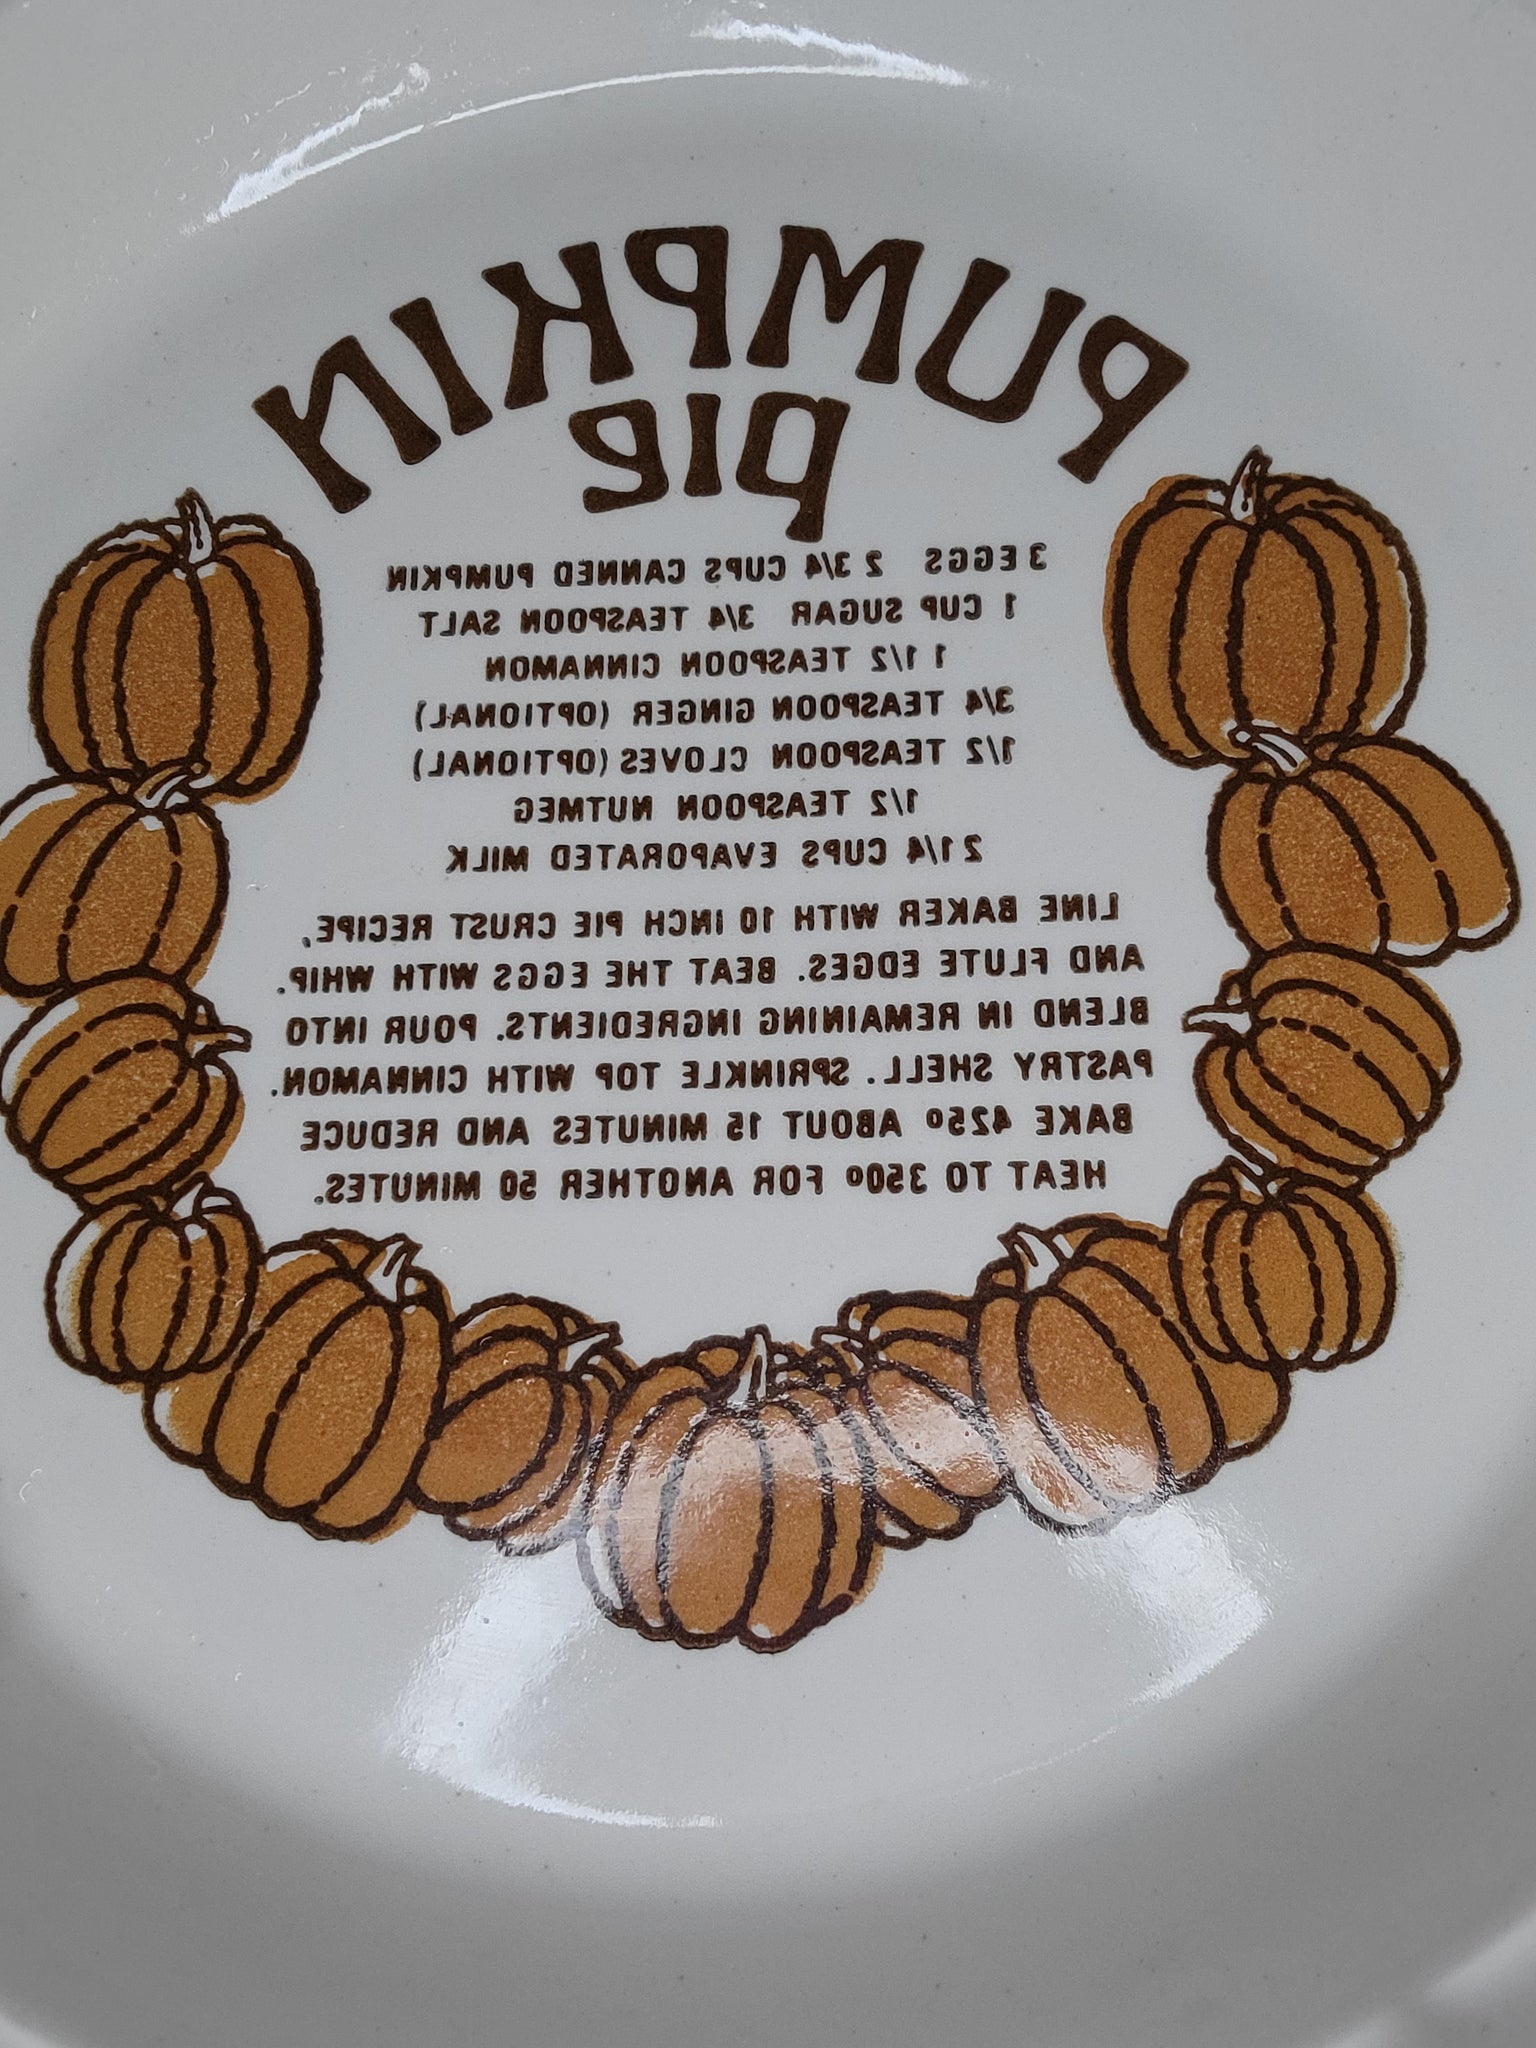 PUMPKIN
pie
3 EGGS 2 3/4 CUPS CANNED PUMPKIN
1 CUP SUGAR 3/4 TEASPOON SALT
1 1/2 TEASPOON CINNAMON
3/4 TEASPOON GINGER (OPTIONAL)
1/2 TEASPOON CLOVES (OPTIONAL)
1/2 TEASPOON NUTMEG
2 1/4 CUPS EVAPORATED MILK
LINE BAKER WITH 10 INCH PIE CRUST RECIPE,
AND FLUTE EDGES. BEAT THE EGGS WITH WHIP.
BLEND IN REMAINING INGREDIENTS. POUR INTO
PASTRY SHELL. SPRINKLE TOP WITH CINNAMON.
BAKE 425º ABOUT 15 MINUTES AND REDUCE
HEAT TO 350º FOR ANOTHER 50 MINUTES.